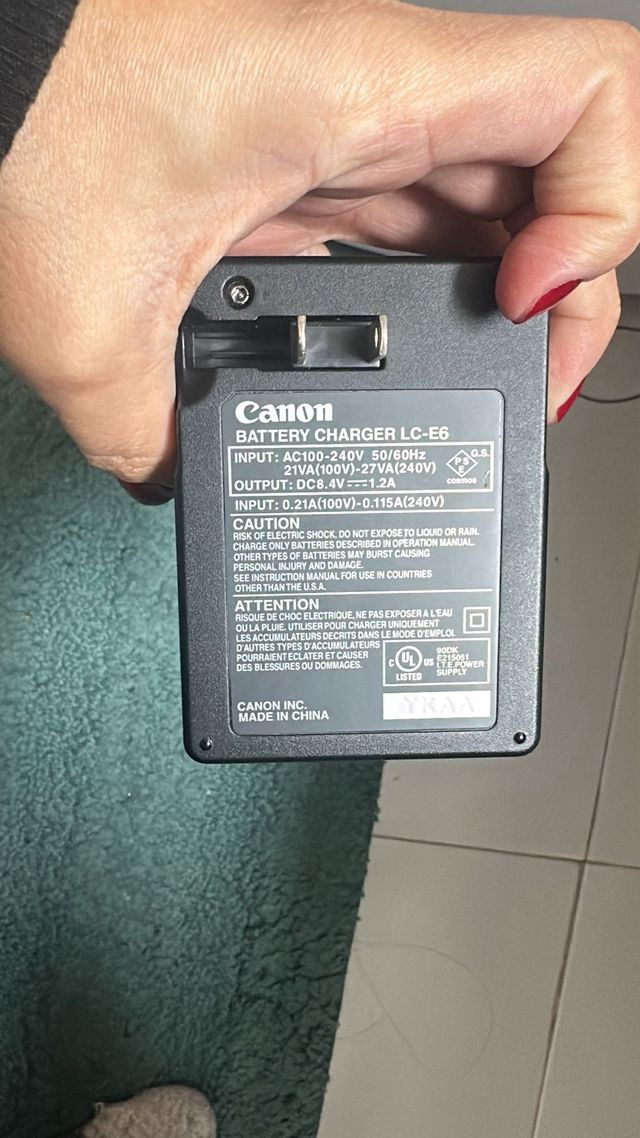 Canon
BATTERY CHARGER LC-E6
INPUT: AC100-240V 50/60Hz
21VA(100V)-27VA(240V)
OUTPUT: DC8.4V⎓1.2A
P S E
G.S.
cosmos
INPUT: 0.21A(100V)-0.115A(240V)
CAUTION
RISK OF ELECTRIC SHOCK. DO NOT EXPOSE TO LIQUID OR RAIN.
CHARGE ONLY BATTERIES DESCRIBED IN OPERATION MANUAL.
OTHER TYPES OF BATTERIES MAY BURST CAUSING
PERSONAL INJURY AND DAMAGE.
SEE INSTRUCTION MANUAL FOR USE IN COUNTRIES
OTHER THAN THE U.S.A.
ATTENTION
RISQUE DE CHOC ELECTRIQUE, NE PAS EXPOSER A L'EAU
OU LA PLUIE. UTILISER POUR CHARGER UNIQUEMENT
LES ACCUMULATEURS DECRITS DANS LE MODE D'EMPLOI.
D'AUTRES TYPES D'ACCUMULATEURS
POURRAIENT ECLATER ET CAUSER
DES BLESSURES OU DOMMAGES.
C UL US
LISTED
90DK
E215051
I.T.E. POWER
SUPPLY
CANON INC.
MADE IN CHINA